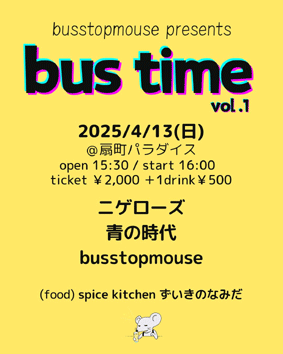 busstopmouse presents
bus time
vol.1
2025/4/13(日)
@扇町パラダイス
open 15:30 / start 16:00
ticket ￥2,000 ＋1drink￥500
ニゲローズ
青の時代
busstopmouse
(food) spice kitchen ずいきのなみだ